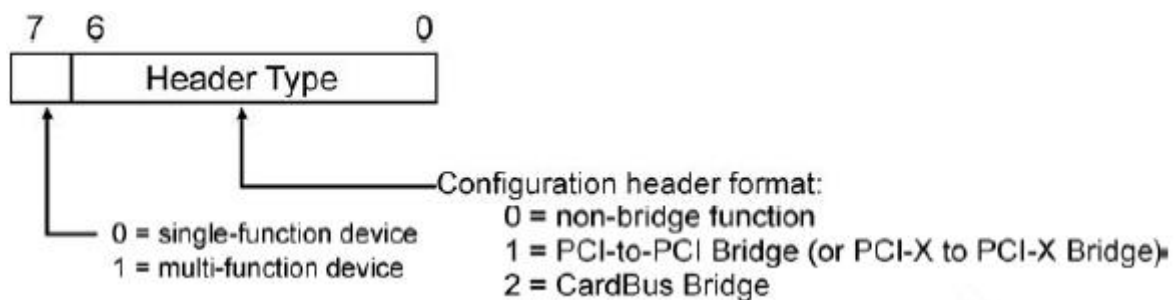 7 6 0
Header Type
Configuration header format:
0 = non-bridge function
0 = single-function device
1 = PCI-to-PCI Bridge (or PCI-X to PCI-X Bridge)
1 = multi-function device
2 = CardBus Bridge